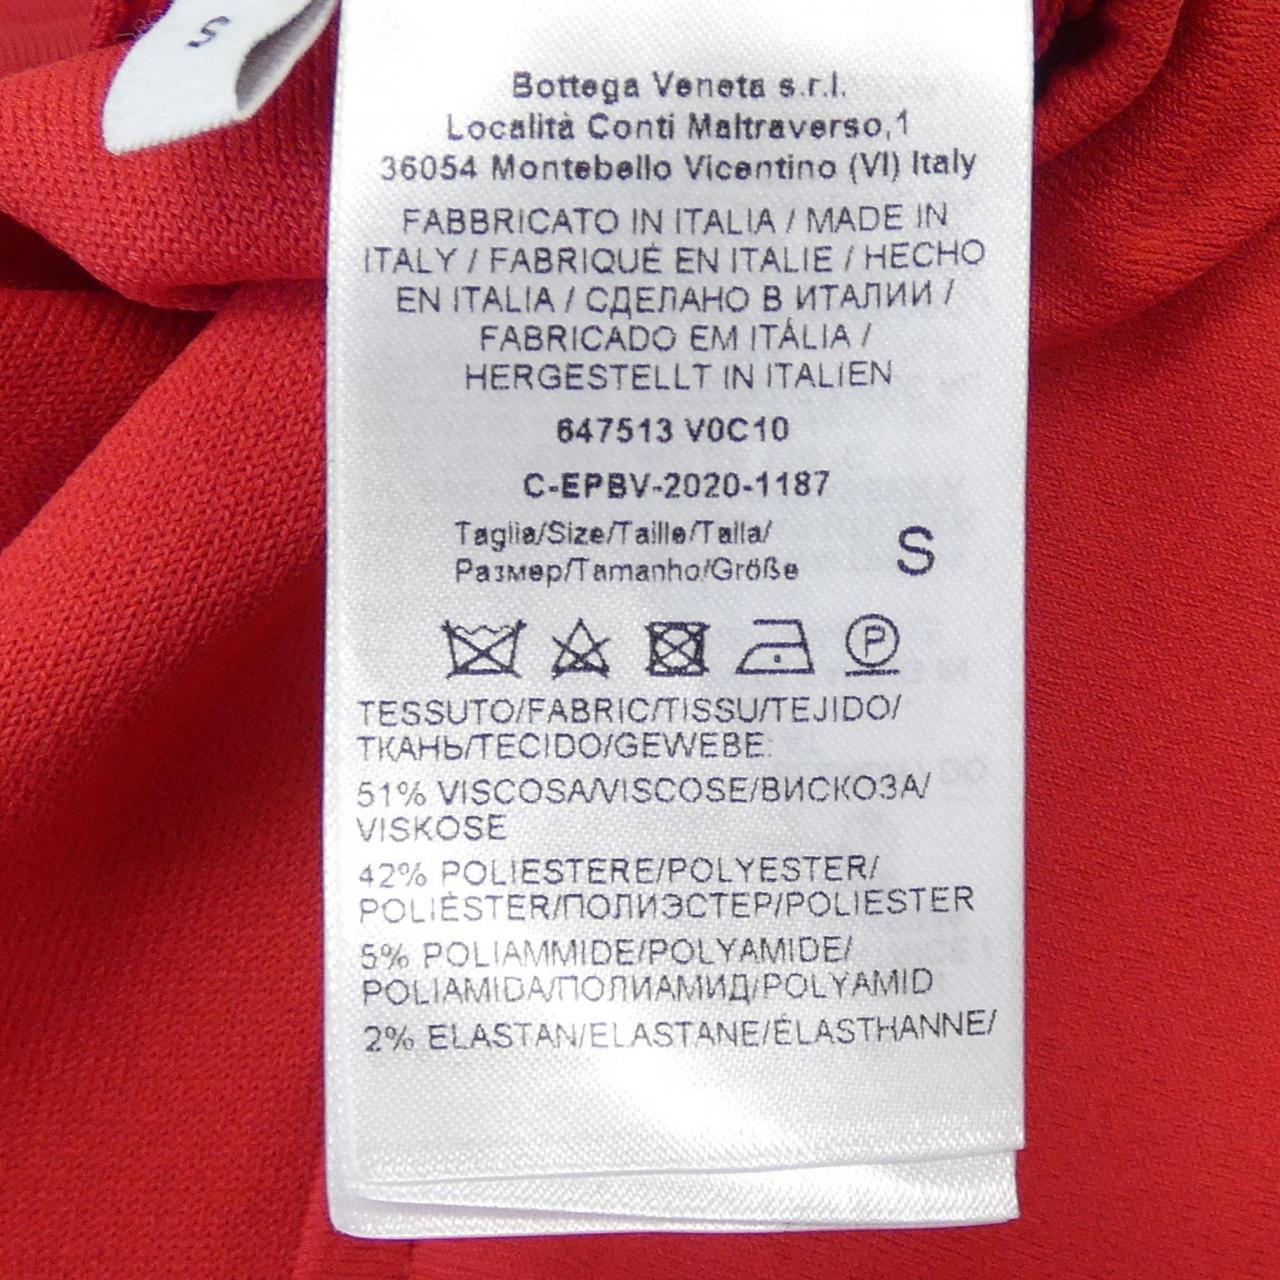 S
Bottega Veneta s.r.l.
Località Conti Maltraverso,1
36054 Montebello Vicentino (VI) Italy
FABBRICATO IN ITALIA / MADE IN
ITALY / FABRIQUÉ EN ITALIE / HECHO
EN ITALIA / СДЕЛАНО В ИТАЛИИ /
FABRICADO EM ITÁLIA /
HERGESTELLT IN ITALIEN
647513 V0C10
C-EPBV-2020-1187
Taglia/Size/Taille/Talla/
Размер/Tamanho/Größe
S
P
TESSUTO/FABRIC/TISSU/TEJIDO/
ТКАНЬ/TECIDO/GEWEBE:
51% VISCOSA/VISCOSE/ВИСКОЗА/
VISKOSE
42% POLIESTERE/POLYESTER/
POLIÉSTER/ПОЛИЭСТЕР/POLIESTER
5% POLIAMMIDE/POLYAMIDE/
POLIAMIDA/ПОЛИАМИД/POLYAMID
2% ELASTAN/ELASTANE/ÉLASTHANNE/